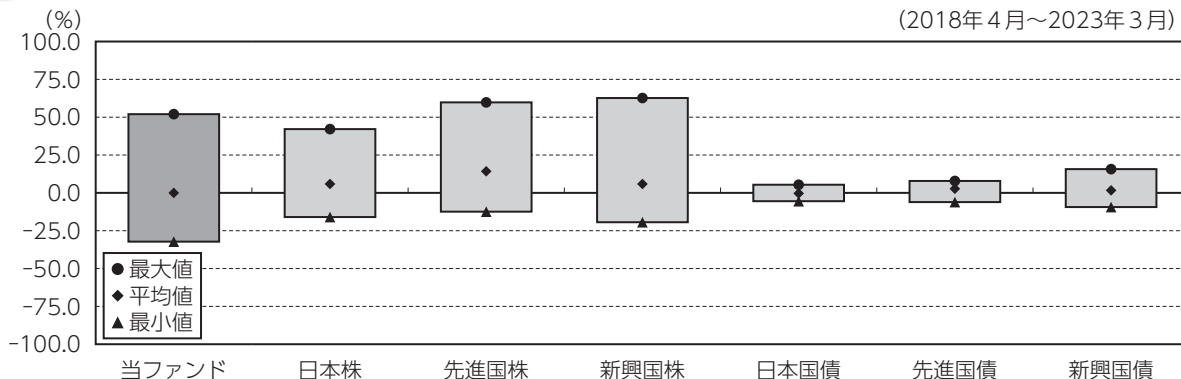 (%)
(2018年4月~2023年3月)
100.0
75.0
50.0
25.0
0.0
-25.0
-50.0
-75.0
-100.0
●最大値
◆平均値
▲最小値
当ファンド 日本株 先進国株 新興国株 日本国債 先進国債 新興国債